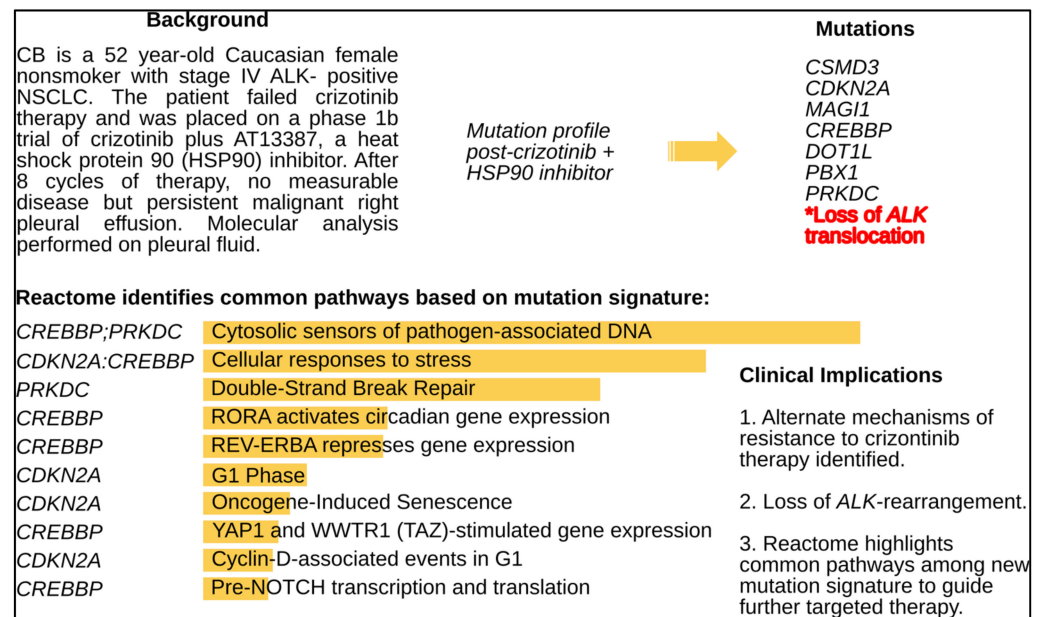 Background
CB is a 52 year-old Caucasian female
nonsmoker with stage IV ALK- positive
NSCLC. The patient failed crizotinib
therapy and was placed on a phase 1b
trial of crizotinib plus AT13387, a heat
shock protein 90 (HSP90) inhibitor. After
8 cycles of therapy, no measurable
disease but persistent malignant right
pleural effusion. Molecular analysis
performed on pleural fluid.
Mutation profile
post-crizotinib +
HSP90 inhibitor
Mutations
CSMD3
CDKN2A
MAGI1
CREBBP
DOT1L
PBX1
PRKDC
*Loss of ALK
translocation
Reactome identifies common pathways based on mutation signature:
CREBBP;PRKDC Cytosolic sensors of pathogen-associated DNA
CDKN2A:CREBBP Cellular responses to stress
PRKDC Double-Strand Break Repair
CREBBP RORA activates circadian gene expression
CREBBP REV-ERBA represses gene expression
CDKN2A G1 Phase
CDKN2A Oncogene-Induced Senescence
CREBBP YAP1 and WWTR1 (TAZ)-stimulated gene expression
CDKN2A Cyclin-D-associated events in G1
CREBBP Pre-NOTCH transcription and translation
Clinical Implications
1. Alternate mechanisms of
resistance to crizontinib
therapy identified.
2. Loss of ALK-rearrangement.
3. Reactome highlights
common pathways among new
mutation signature to guide
further targeted therapy.